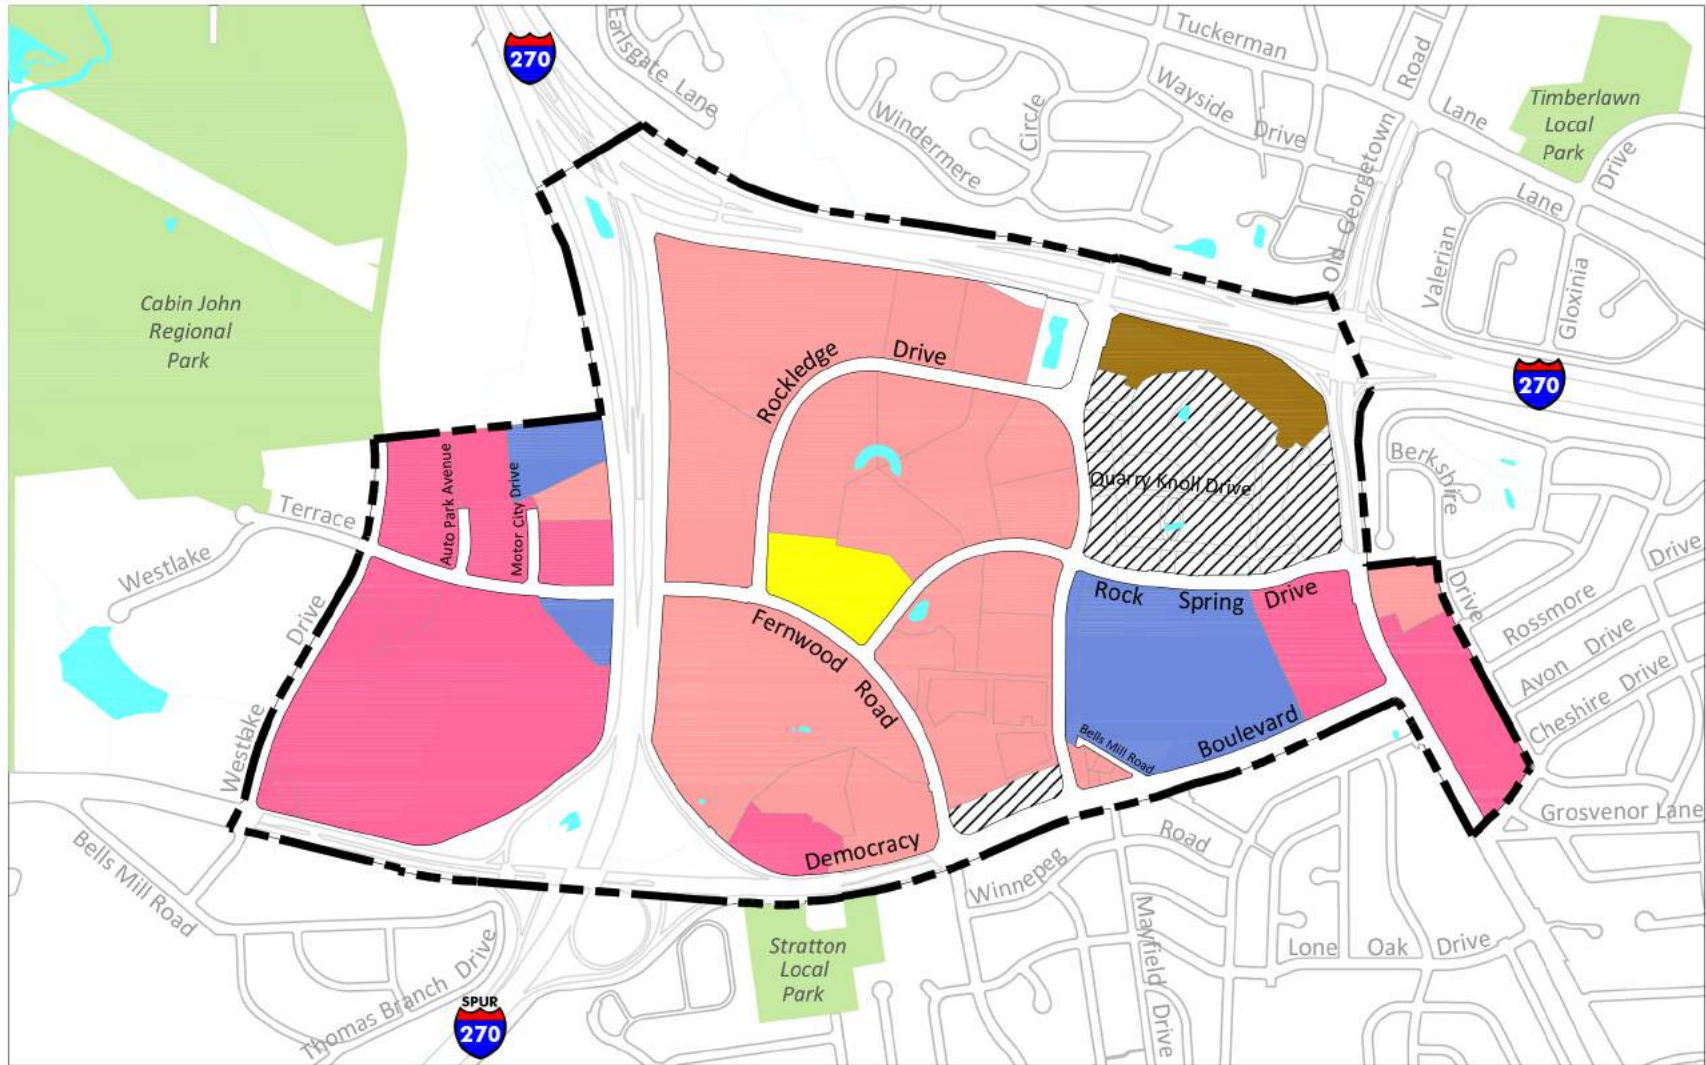 Tuckerman
Lane
Road
Earlsgate Lane
270
Wayside Drive
Windermere
Circle
Timberlawn
Local
Park
Drive
Lane
Old Georgetown
Valerian
Gloxinia
Cabin John
Regional
Park
Rockledge Drive
270
Berkshire
Drive
Auto Park Avenue
Motor City Drive
Quarry Knoll Drive
Westlake
Terrace
Westlake
Drive
Rock Spring Drive
Fernwood
Road
Rossmore
Drive
Avon Drive
Cheshire Drive
Bells Mill Road
Boulevard
Democracy
Grosvenor Lane
Bells Mill Road
Winnepeg
Road
Mayfield Drive
Lone Oak Drive
Stratton
Local
Park
Thomas Branch Drive
SPUR
270